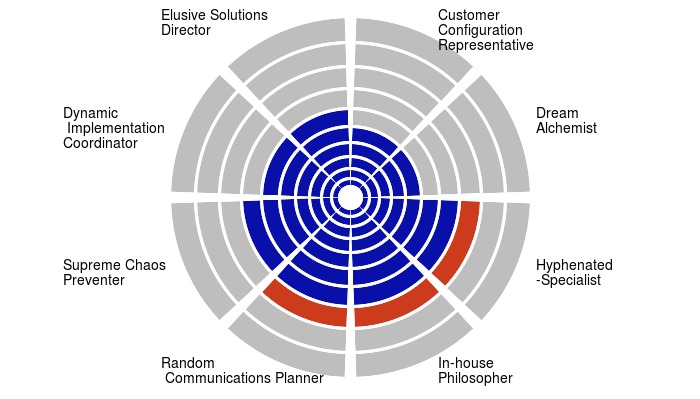 Elusive Solutions
Director
Customer
Configuration
Representative
Dynamic
Implementation
Coordinator
Dream
Alchemist
Supreme Chaos
Preventer
Hyphenated
-Specialist
Random
Communications Planner
In-house
Philosopher